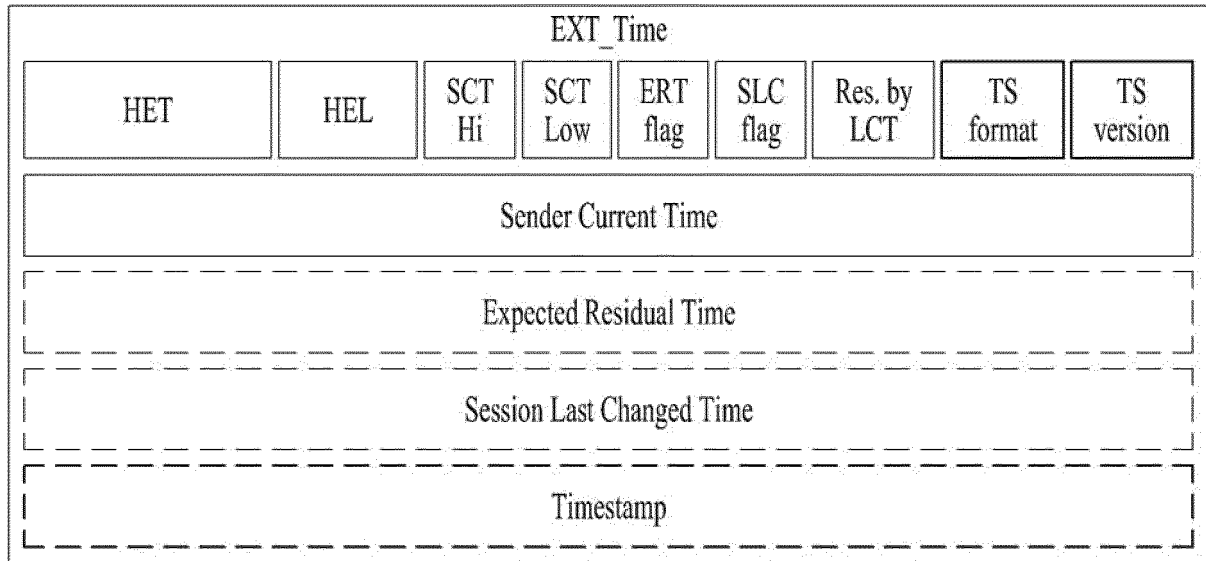 EXT_Time
HET
HEL
SCT
Hi
SCT
Low
ERT
flag
SLC
flag
Res. by
LCT
TS
format
TS
version
Sender Current Time
Expected Residual Time
Session Last Changed Time
Timestamp